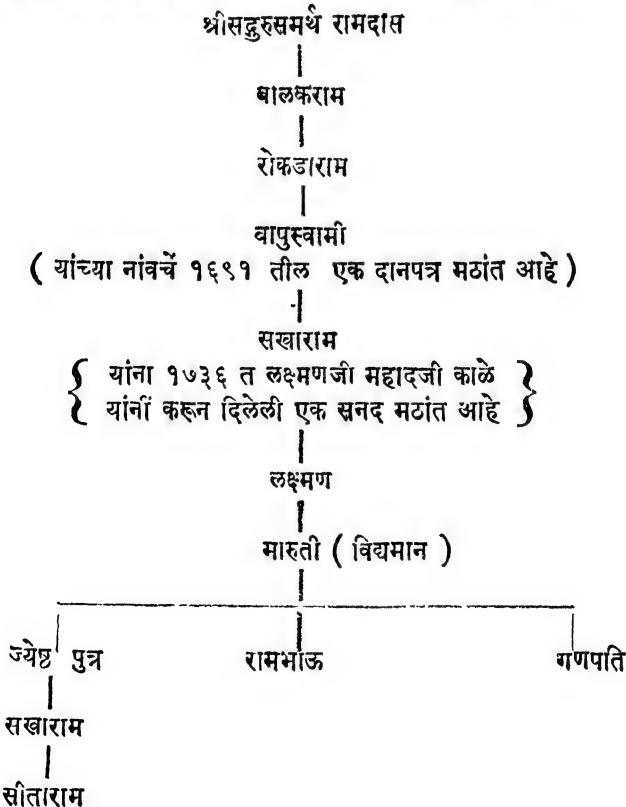 श्रीसद्गुरुसमर्थ रामदास
बालकराम
रोकडाराम
बापुस्वामी
( यांच्या नांवचें १६९१ तील एक दानपत्र मठांत आहे )
सखाराम
{ यांना १७३६ त लक्ष्मणजी महादजी काळे }
{ यांनीं करून दिलेली एक सनद मठांत आहे }
लक्ष्मण
मारुती ( विद्यमान )
ज्येष्ठ पुत्र रामभाऊ गणपति
सखाराम
सीताराम